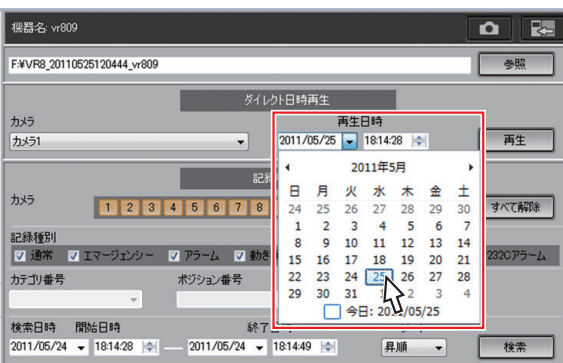 機器名: vr809
F:¥VR8_20110525120444_vr809
参照
ダイレクト日時再生
カメラ
再生日時
カメラ1
2011/05/25
18:14:28
再生
2011年5月
日 月 火 水 木 金 土
24 25 26 27 28 29 30
1 2 3 4 5 6 7
8 9 10 11 12 13 14
15 16 17 18 19 20 21
22 23 24 25 26 27 28
29 30 31 1 2 3 4
今日: 2011/05/25
カメラ
1 2 3 4 5 6 7 8
すべて解除
記録種別
通常 エマージェンシー アラーム 動き
232Cアラーム
カテゴリ番号
ポジション番号
検索日時 開始日時
2011/05/24 18:14:28 — 2011/05/24 18:14:49
昇順
検索